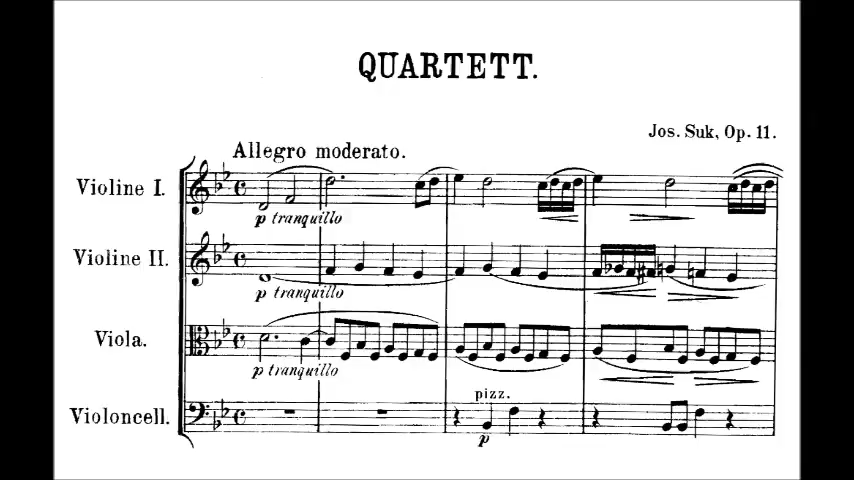 QUARTETT.
Jos. Suk, Op. 11.
Allegro moderato.
Violine I.
p tranquillo
Violine II.
p tranquillo
Viola.
p tranquillo
pizz.
Violoncell.
p